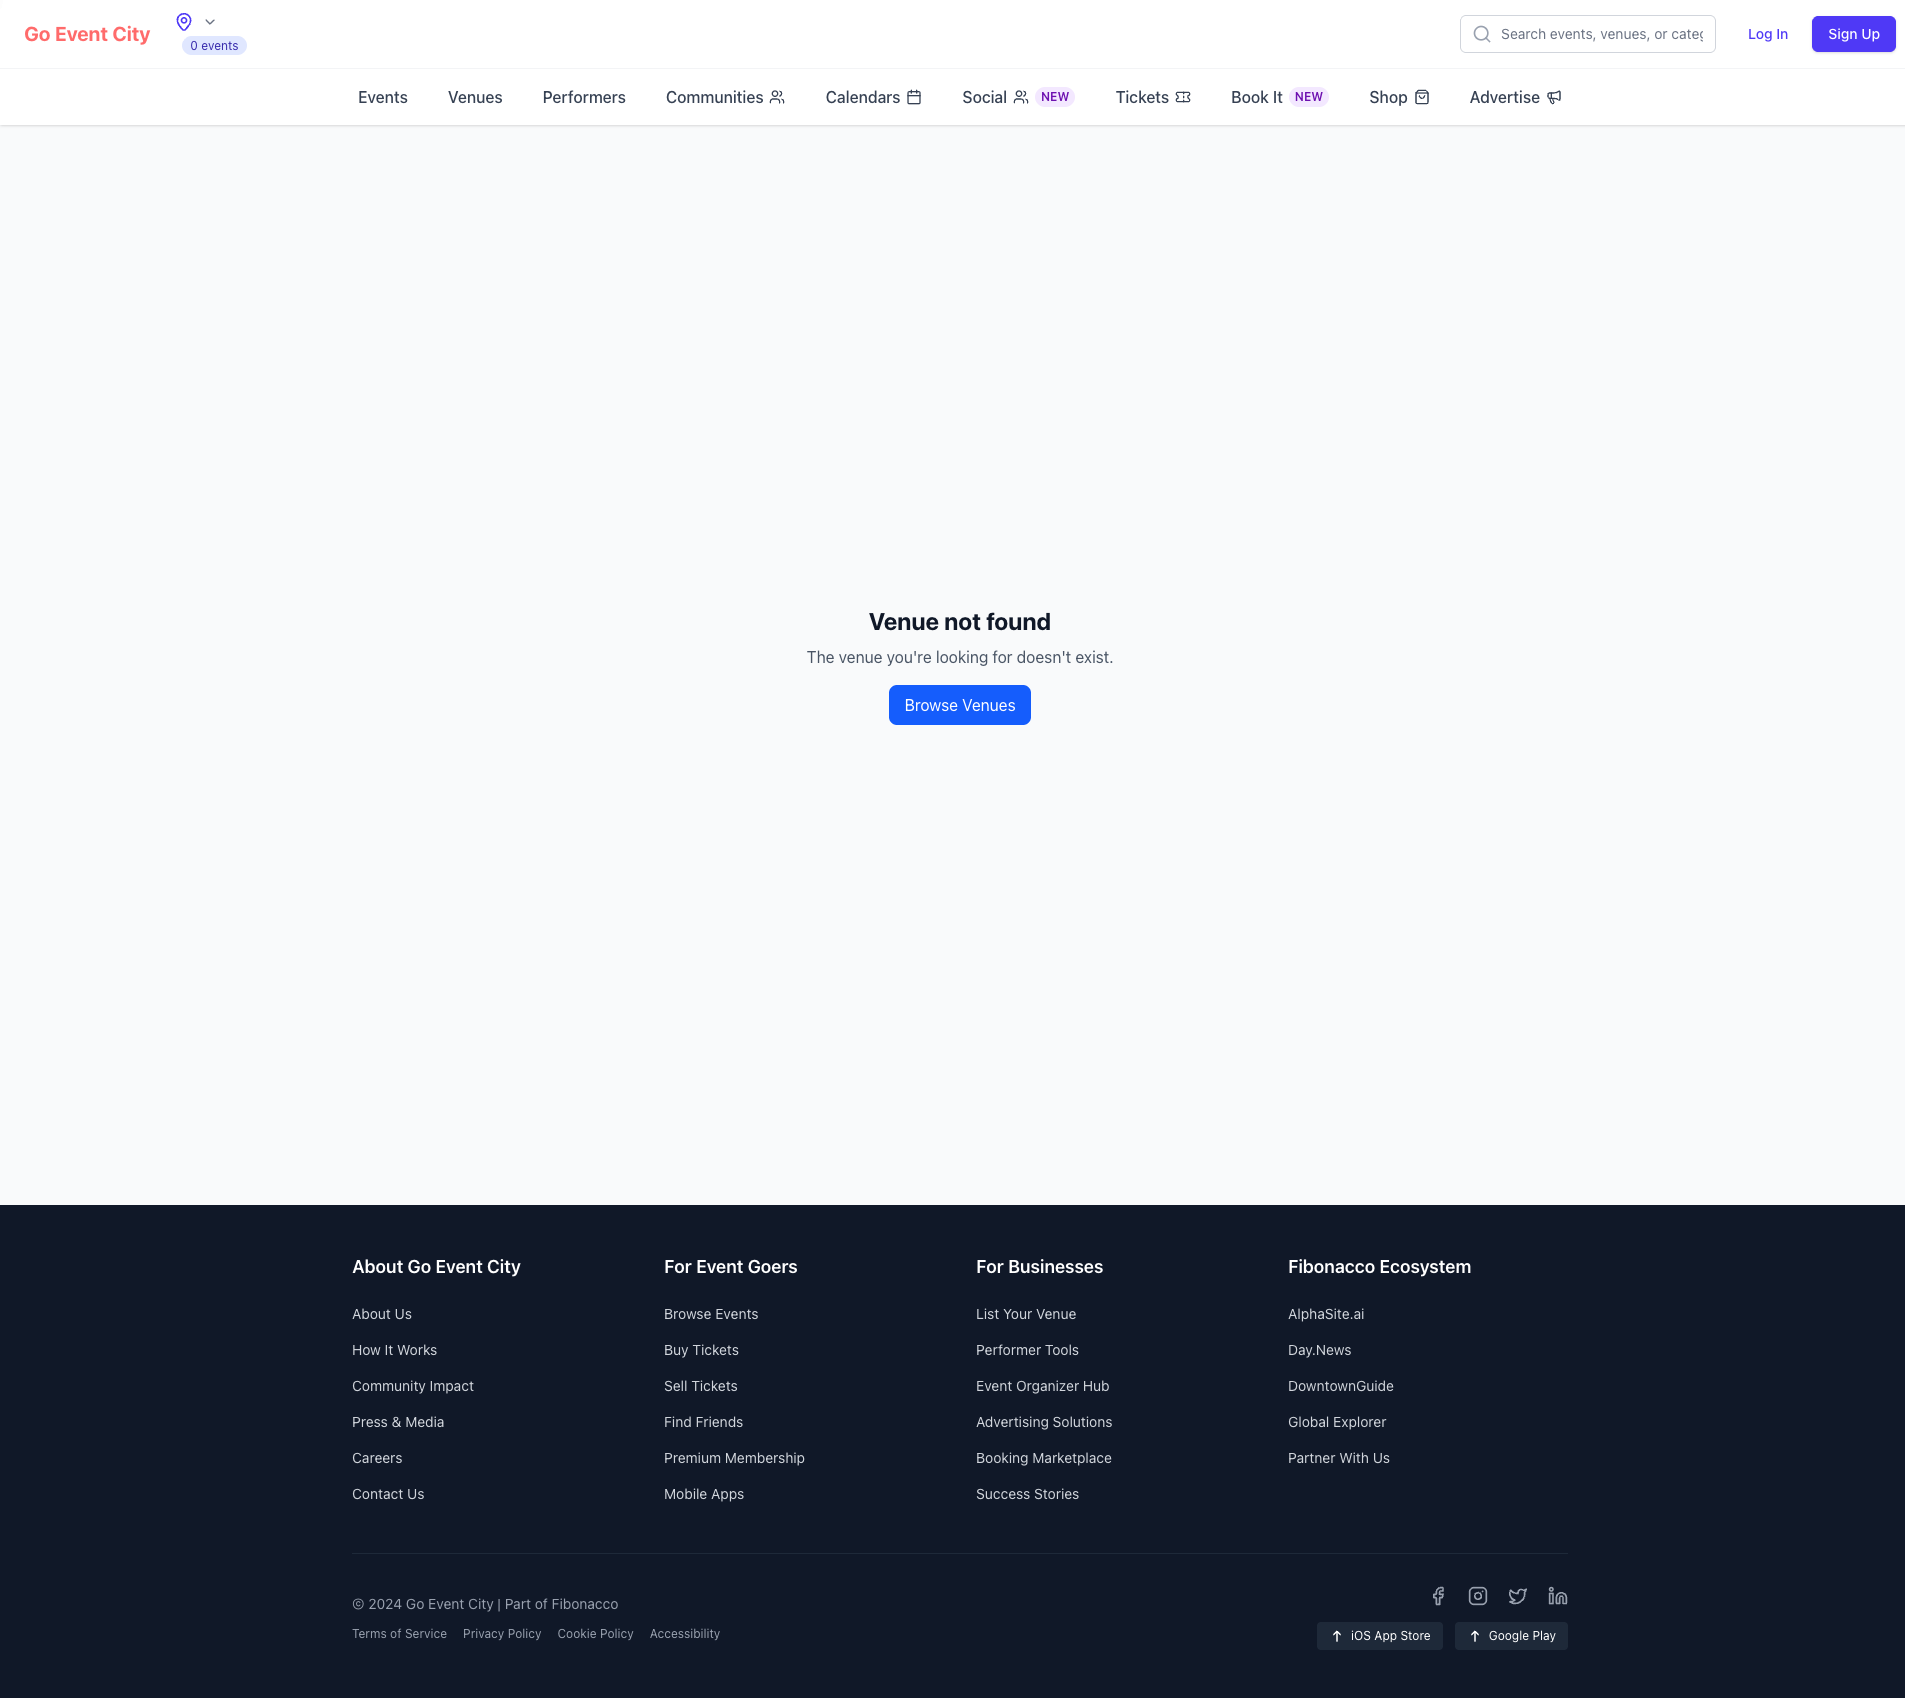 Go Event City
0 events
Search events, venues, or categ
Log In
Sign Up
Events
Venues
Performers
Communities
Calendars
Social NEW
Tickets
Book It NEW
Shop
Advertise
Venue not found
The venue you're looking for doesn't exist.
Browse Venues
About Go Event City
About Us
How It Works
Community Impact
Press & Media
Careers
Contact Us
For Event Goers
Browse Events
Buy Tickets
Sell Tickets
Find Friends
Premium Membership
Mobile Apps
For Businesses
List Your Venue
Performer Tools
Event Organizer Hub
Advertising Solutions
Booking Marketplace
Success Stories
Fibonacco Ecosystem
AlphaSite.ai
Day.News
DowntownGuide
Global Explorer
Partner With Us
© 2024 Go Event City | Part of Fibonacco
Terms of Service
Privacy Policy
Cookie Policy
Accessibility
iOS App Store
Google Play